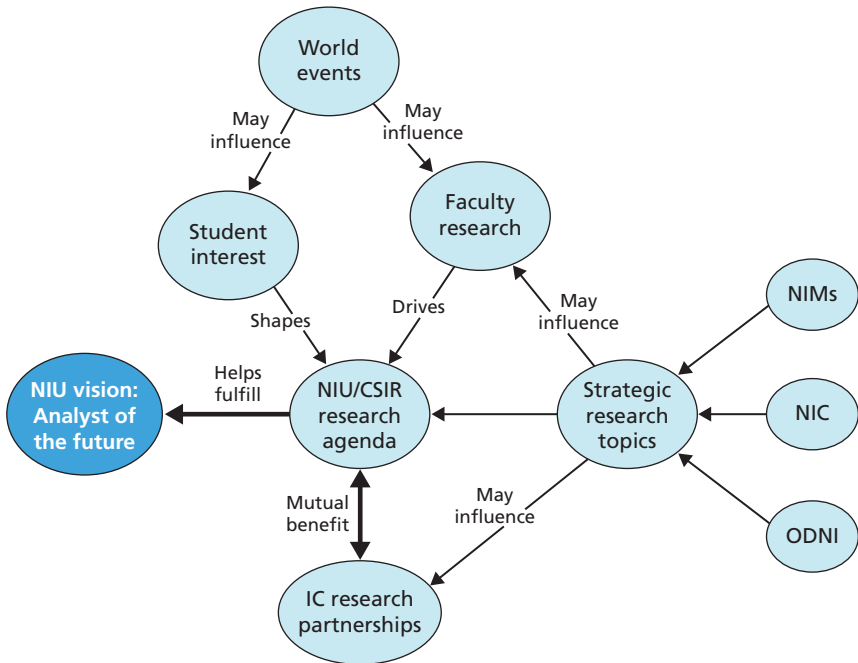 World
events
May
influence
May
influence
Student
interest
Faculty
research
NIMs
Shapes
Drives
May
influence
NIU vision:
Analyst of
the future
Helps
fulfill
NIU/CSIR
research
agenda
Strategic
research
topics
NIC
Mutual
benefit
May
influence
ODNI
IC research
partnerships